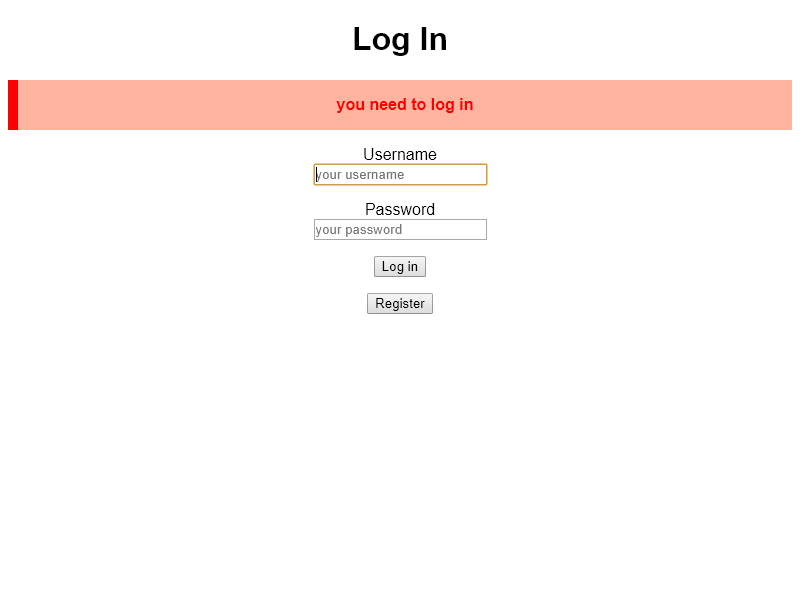 Log In
you need to log in
Username
your username
Password
your password
Log in
Register